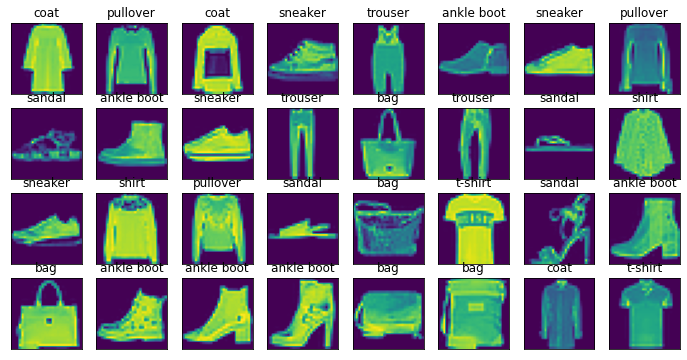 coat pullover coat sneaker trouser ankle boot sneaker pullover
sandal ankle boot sneaker trouser bag trouser sandal shirt
sneaker shirt pullover sandal bag t-shirt sandal ankle boot
bag ankle boot ankle boot ankle boot bag bag coat t-shirt